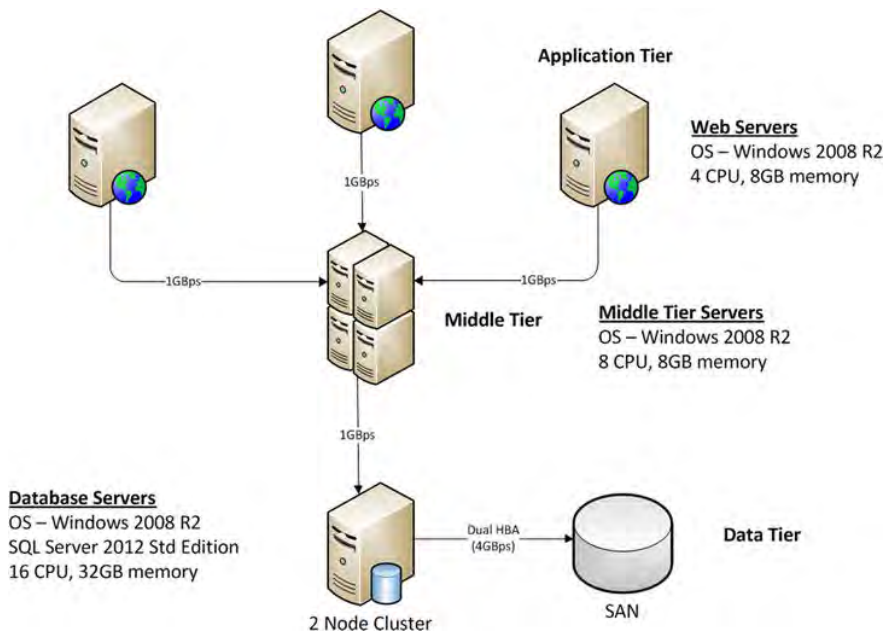 Application Tier
Web Servers
OS – Windows 2008 R2
4 CPU, 8GB memory
1GBps
1GBps
1GBps
Middle Tier
Middle Tier Servers
OS – Windows 2008 R2
8 CPU, 8GB memory
1GBps
Database Servers
OS – Windows 2008 R2
SQL Server 2012 Std Edition
16 CPU, 32GB memory
Dual HBA
(4GBps)
Data Tier
2 Node Cluster
SAN